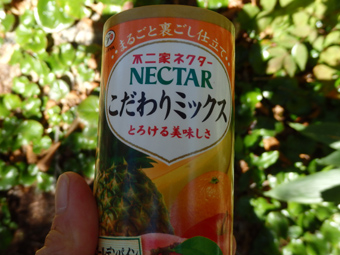 まるごと裏ごし仕立て
不二家ネクター
NECTAR
こだわりミックス
とろける美味しさ